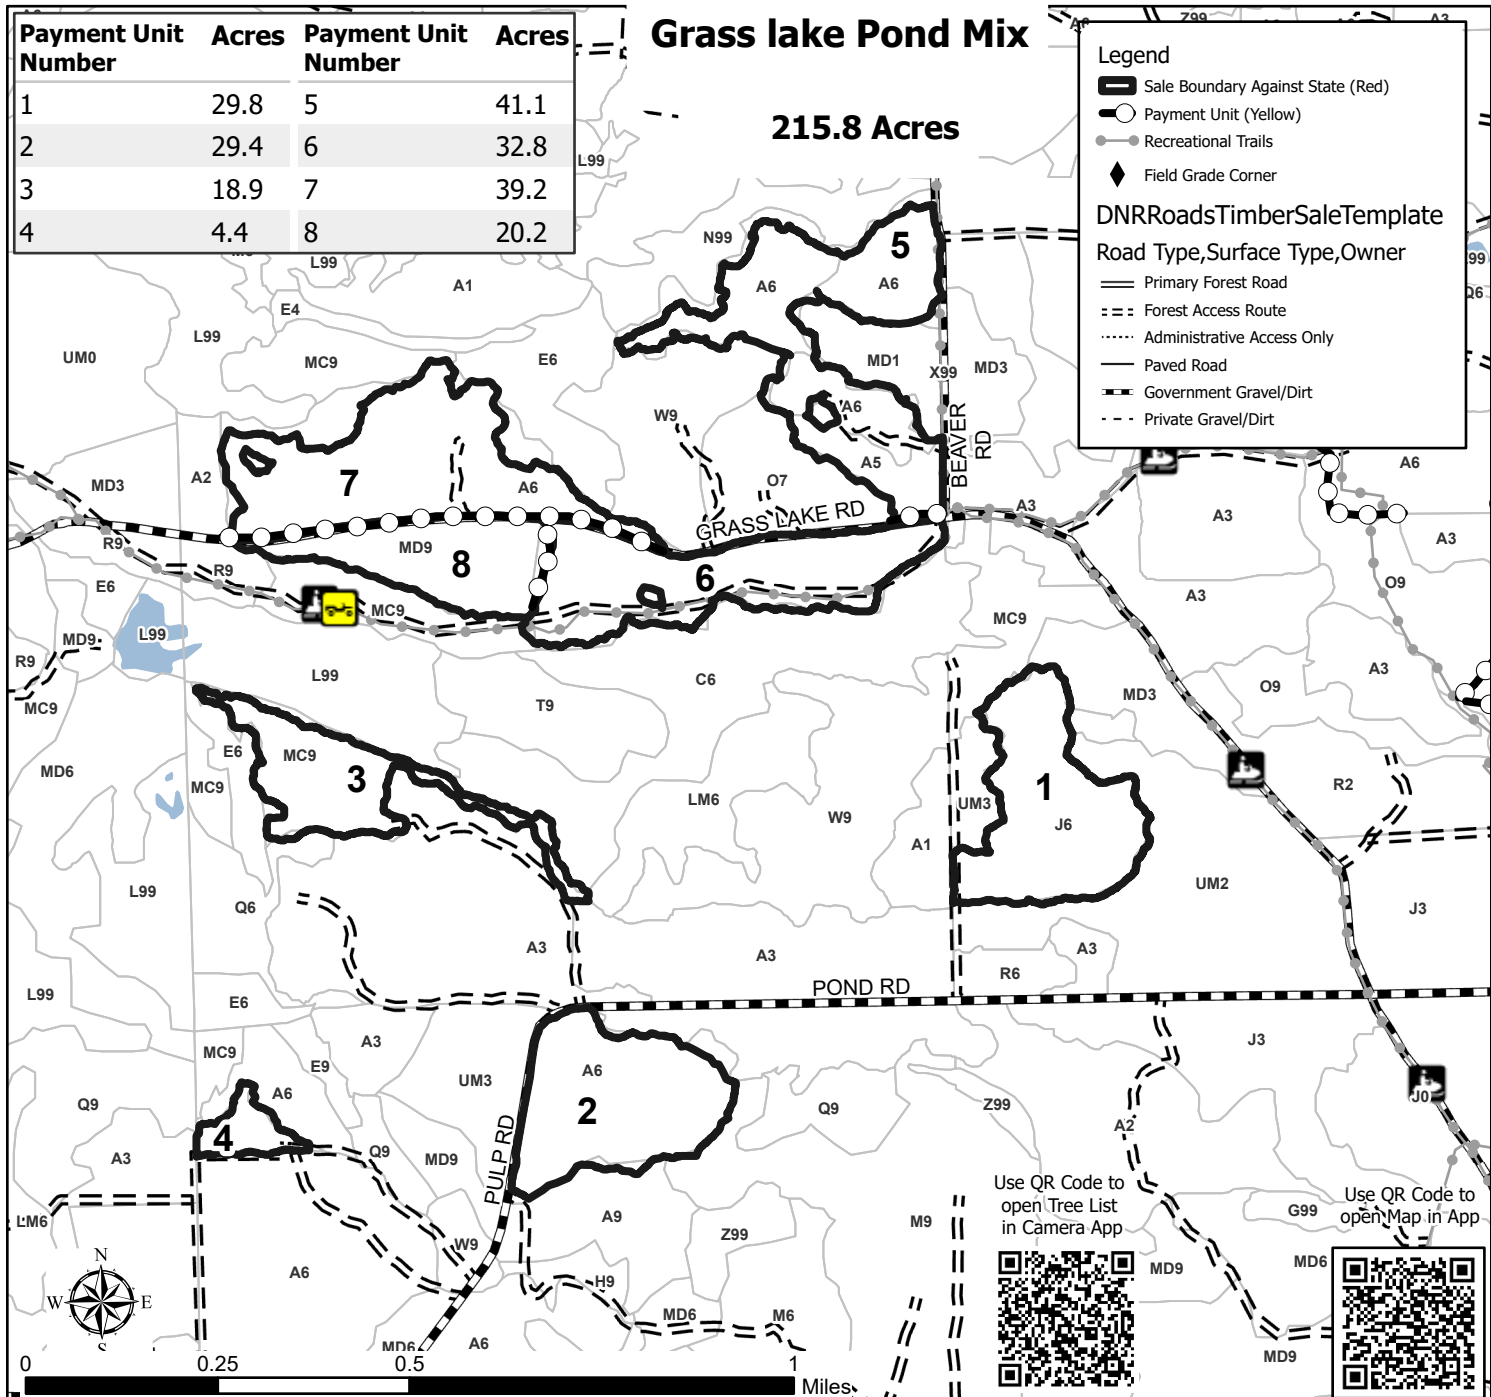 Grass lake Pond Mix
215.8 Acres
Payment Unit Number Acres Payment Unit Number Acres
1 29.8 5 41.1
2 29.4 6 32.8
3 18.9 7 39.2
4 4.4 8 20.2
Legend
Sale Boundary Against State (Red)
Payment Unit (Yellow)
Recreational Trails
Field Grade Corner
DNRRoadsTimberSaleTemplate
Road Type,Surface Type,Owner
Primary Forest Road
Forest Access Route
Administrative Access Only
Paved Road
Government Gravel/Dirt
Private Gravel/Dirt
Z99
A3
L99
N99
5
L99
A1
A6
A6
Q6
E4
L99
UM0
MC9
E6
MD1
MD3
X99
W9
A6
BEAVER RD
A2
7
A6
O7
A5
A6
MD3
GRASS LAKE RD
A3
A3
A3
R9
MD9
8
6
R9
E6
MC9
O9
A3
L99
MD9
MC9
R9
L99
C6
A3
MC9
T9
MD3
O9
E6
MC9
3
MD6
MC9
LM6
UM3
1
R2
W9
J6
A1
L99
Q6
UM2
J3
A3
A3
A3
R6
L99
E6
POND RD
MC9
A3
E9
J3
A6
UM3
A6
Q9
2
Q9
Z99
J0
A2
4
A3
Q9
MD9
PULP RD
LM6
A9
M9
Z99
G99
W9
A6
H9
MD9
MD6
MD6
M6
MD6
A6
MD9
Use QR Code to
open Tree List
in Camera App
Use QR Code to
open Map in App
N
W E
S
0 0.25 0.5 1
Miles